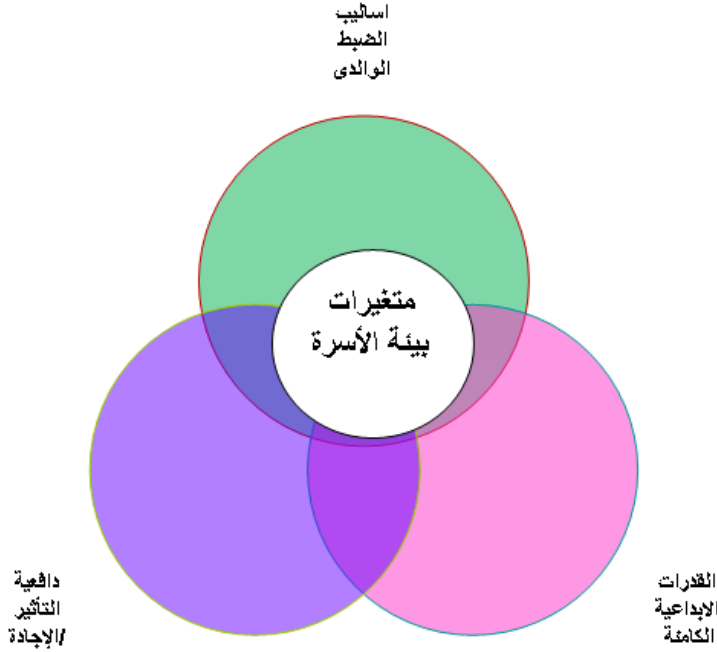 اساليب
الضبط
الوالدى
متغيرات
بيئة الأسرة
القدرات
الابداعية
الكامنة
دافعية
التأثير
/الإجادة